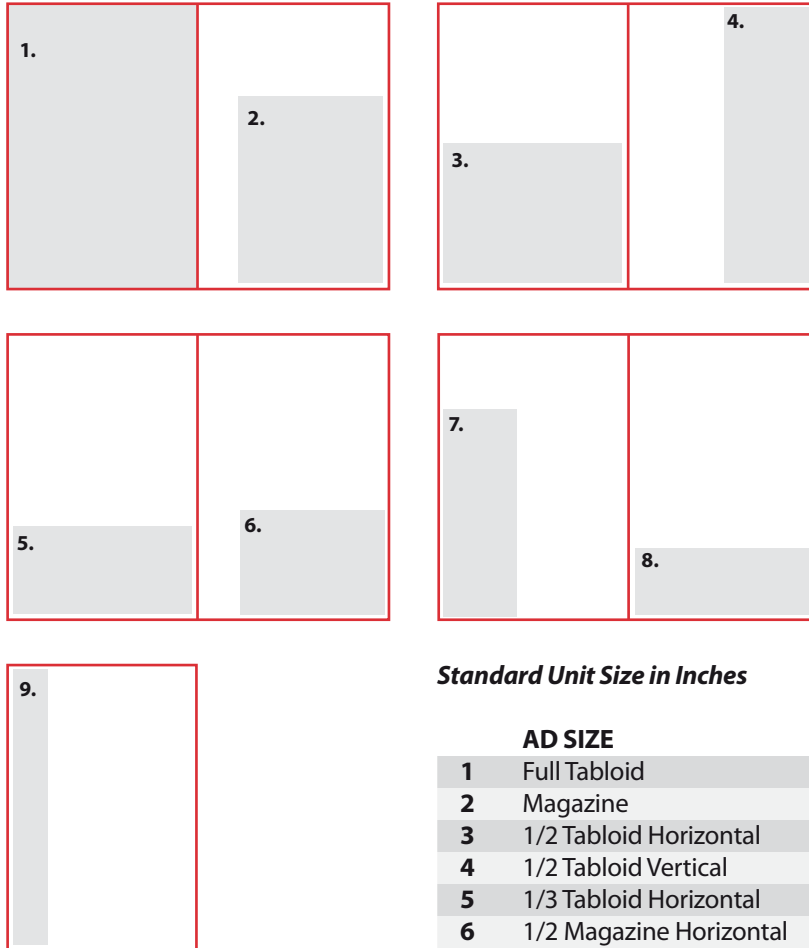 1.
2.
3.
4.
5.
6.
7.
8.
9.
Standard Unit Size in Inches
AD SIZE
1 Full Tabloid
2 Magazine
3 1/2 Tabloid Horizontal
4 1/2 Tabloid Vertical
5 1/3 Tabloid Horizontal
6 1/2 Magazine Horizontal